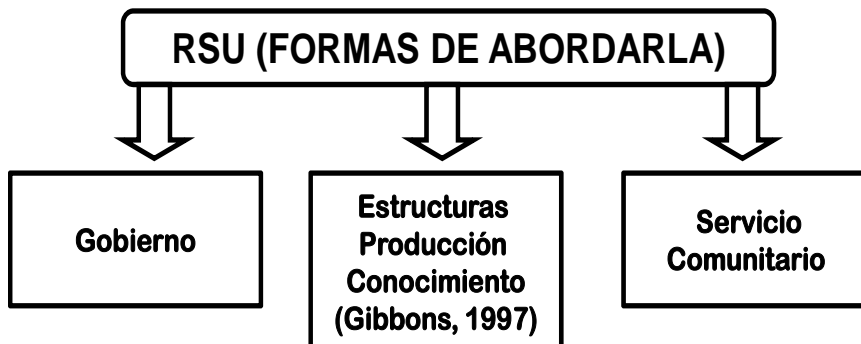 RSU (FORMAS DE ABORDARLA)
Gobierno
Estructuras
Producción
Conocimiento
(Gibbons, 1997)
Servicio
Comunitario